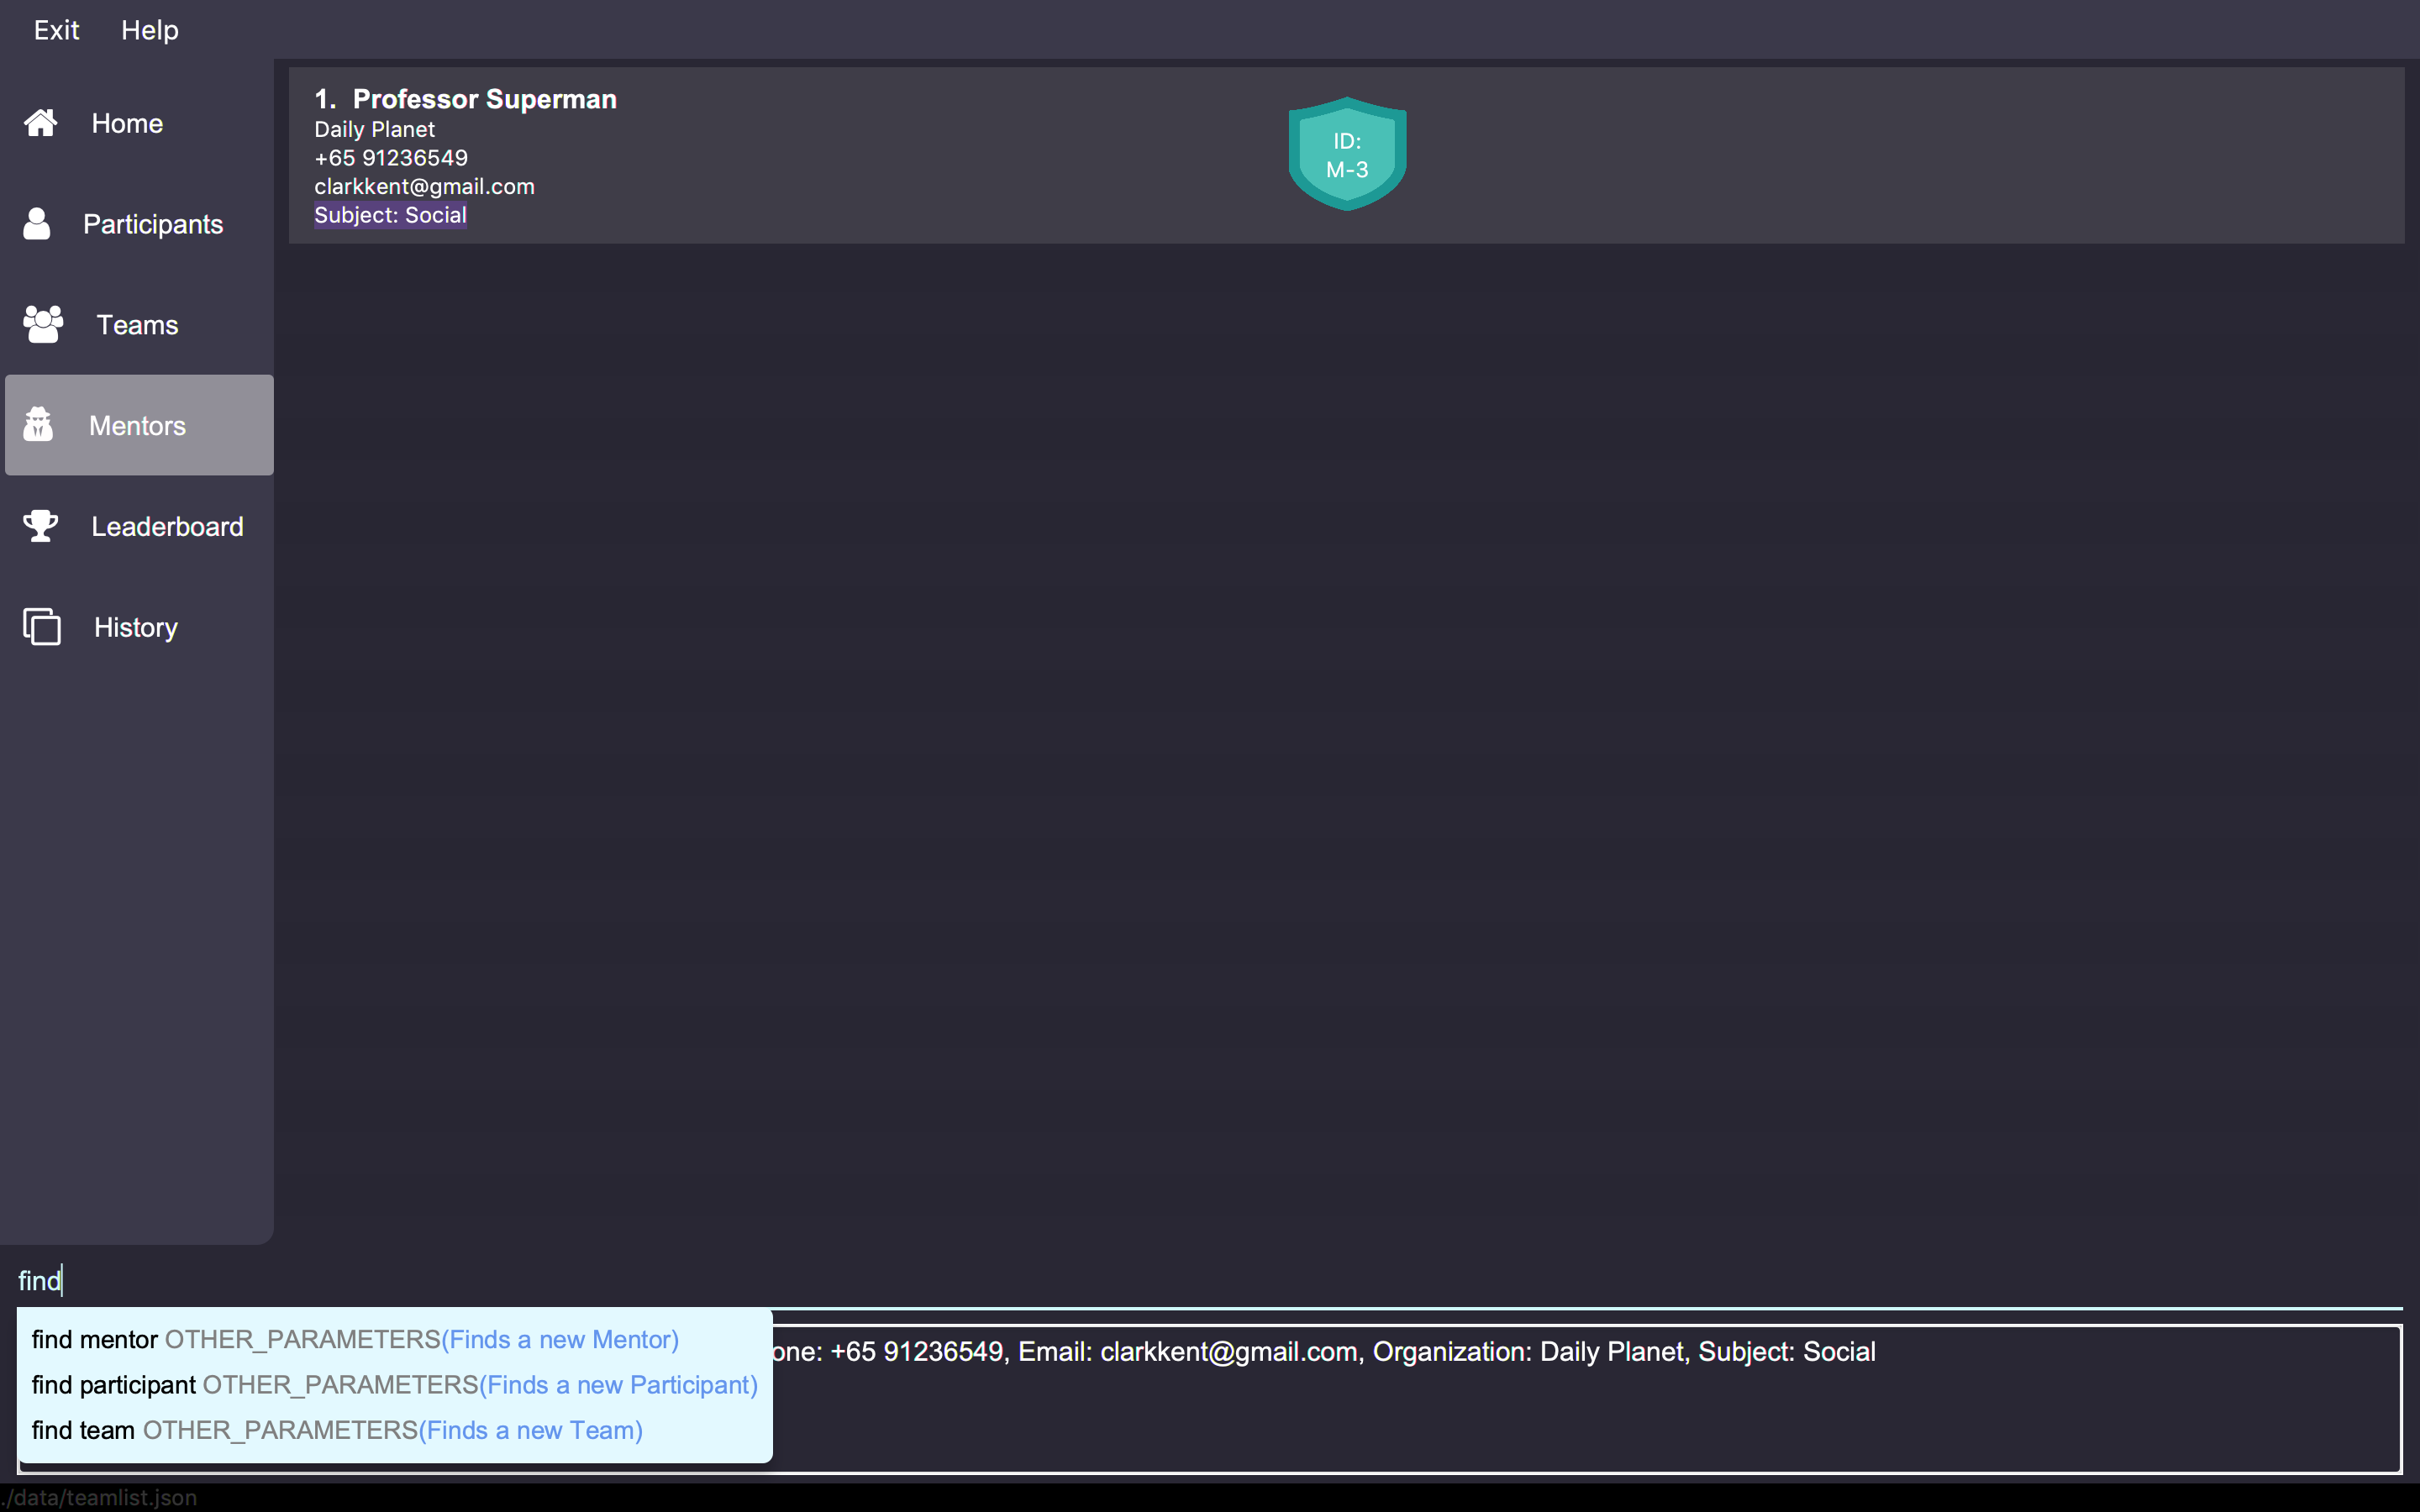 Exit Help
Home
Participants
Teams
Mentors
Leaderboard
History
1. Professor Superman
Daily Planet
+65 91236549
clarkkent@gmail.com
Subject: Social
ID:
M-3
find
find mentor OTHER_PARAMETERS(Finds a new Mentor)
find participant OTHER_PARAMETERS(Finds a new Participant)
find team OTHER_PARAMETERS(Finds a new Team)
one: +65 91236549, Email: clarkkent@gmail.com, Organization: Daily Planet, Subject: Social
./data/teamlist.json